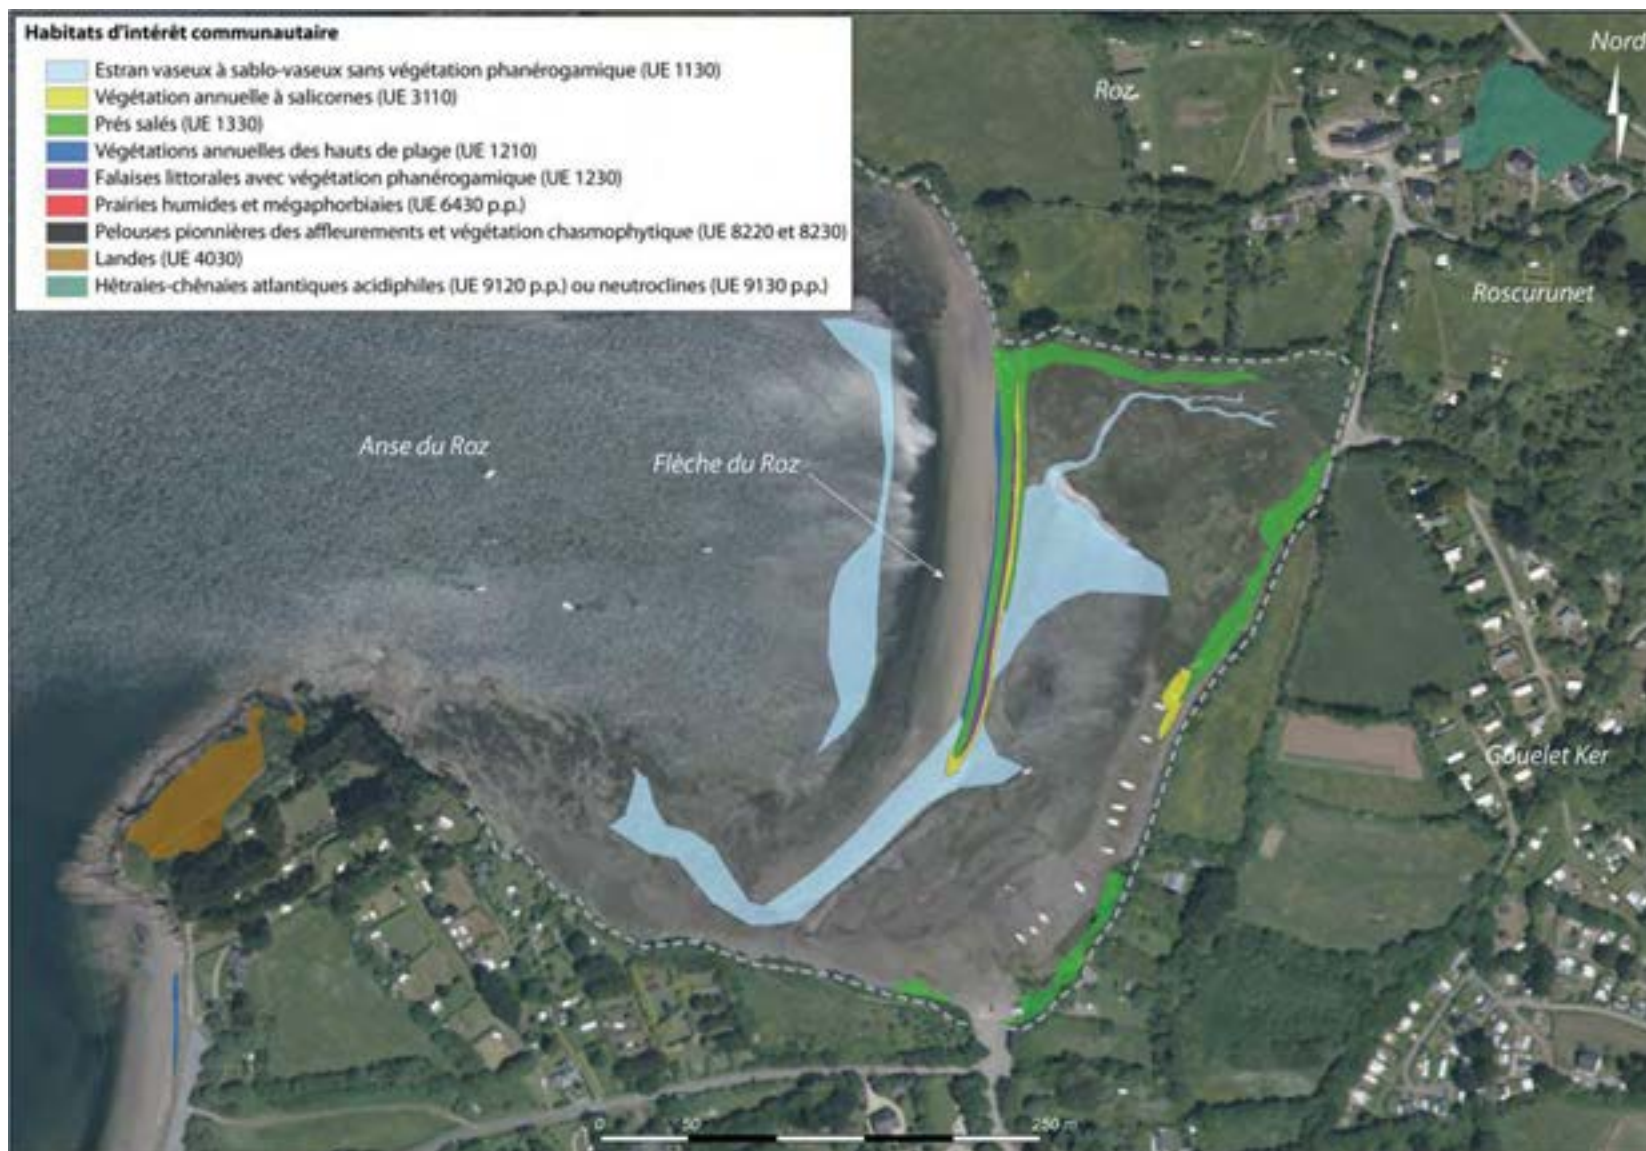 Habitats d'intérêt communautaire
Estran vaseux à sablo-vaseux sans végétation phanérogamique (UE 1130)
Végétation annuelle à salicornes (UE 3110)
Prés salés (UE 1330)
Végétations annuelles des hauts de plage (UE 1210)
Falaises littorales avec végétation phanérogamique (UE 1230)
Prairies humides et mégaphorbiaies (UE 6430 p.p.)
Pelouses pionnières des affleurements et végétation chasmophytique (UE 8220 et 8230)
Landes (UE 4030)
Hêtraies-chênaies atlantiques acidiphiles (UE 9120 p.p.) ou neutroclines (UE 9130 p.p.)
Nord
Roz
Roscurunet
Anse du Roz
Flèche du Roz
Gouelet Ker
0 50 250 m